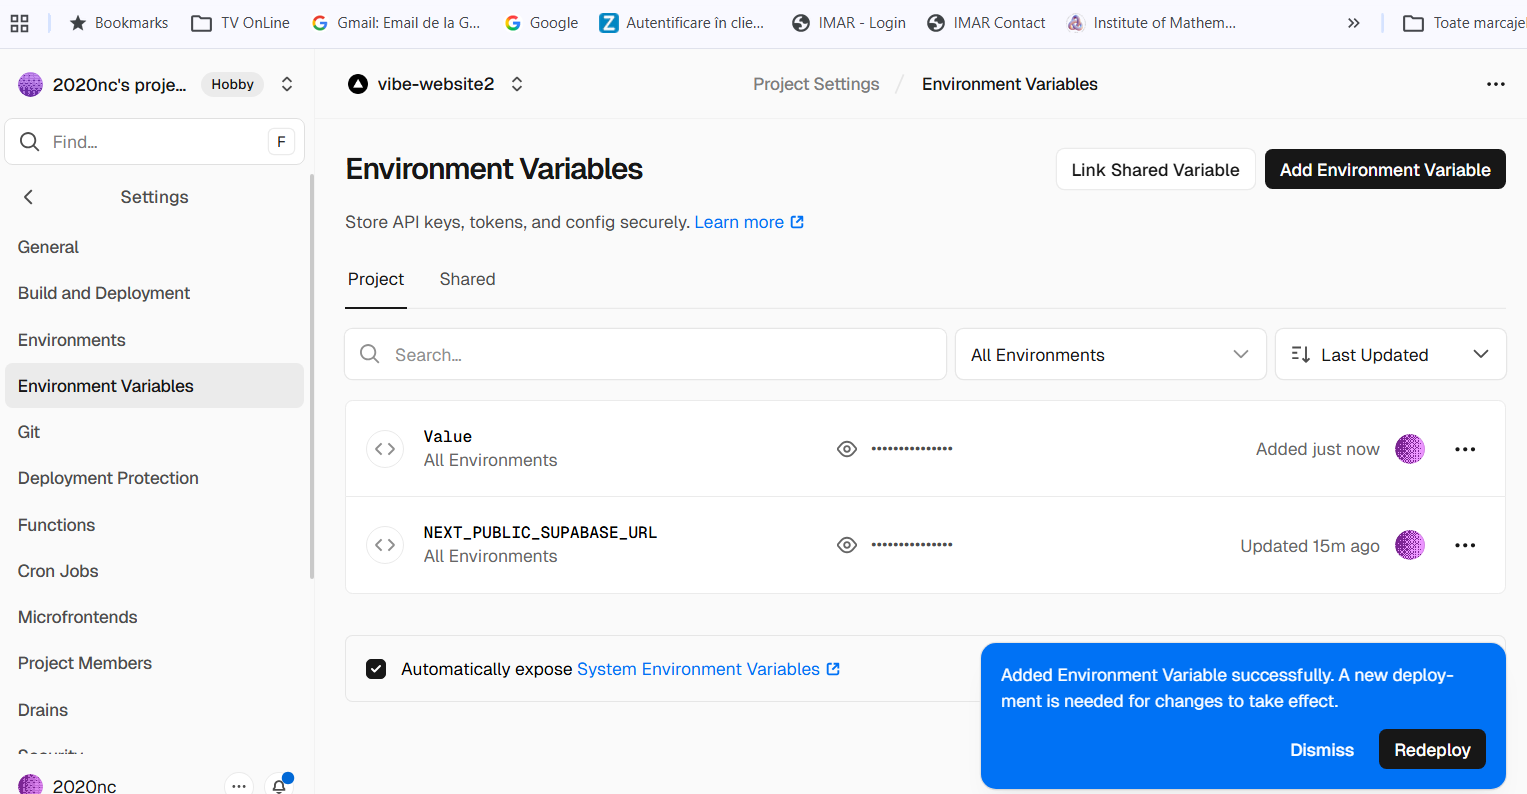 Bookmarks
TV OnLine
Gmail: Email de la G...
Google
Z
Autentificare în clie...
IMAR - Login
IMAR Contact
Institute of Mathem...
Toate marcajel
2020nc's proje...
Hobby
vibe-website2
Project Settings / Environment Variables
Find...
F
Settings
General
Build and Deployment
Environments
Environment Variables
Git
Deployment Protection
Functions
Cron Jobs
Microfrontends
Project Members
Drains
Security
2020nc
Environment Variables
Link Shared Variable
Add Environment Variable
Store API keys, tokens, and config securely. Learn more
Project
Shared
Search...
All Environments
Last Updated
Value
All Environments
•••••••••••••••
Added just now
NEXT_PUBLIC_SUPABASE_URL
All Environments
•••••••••••••••
Updated 15m ago
Automatically expose System Environment Variables
Added Environment Variable successfully. A new deploy-
ment is needed for changes to take effect.
Dismiss
Redeploy